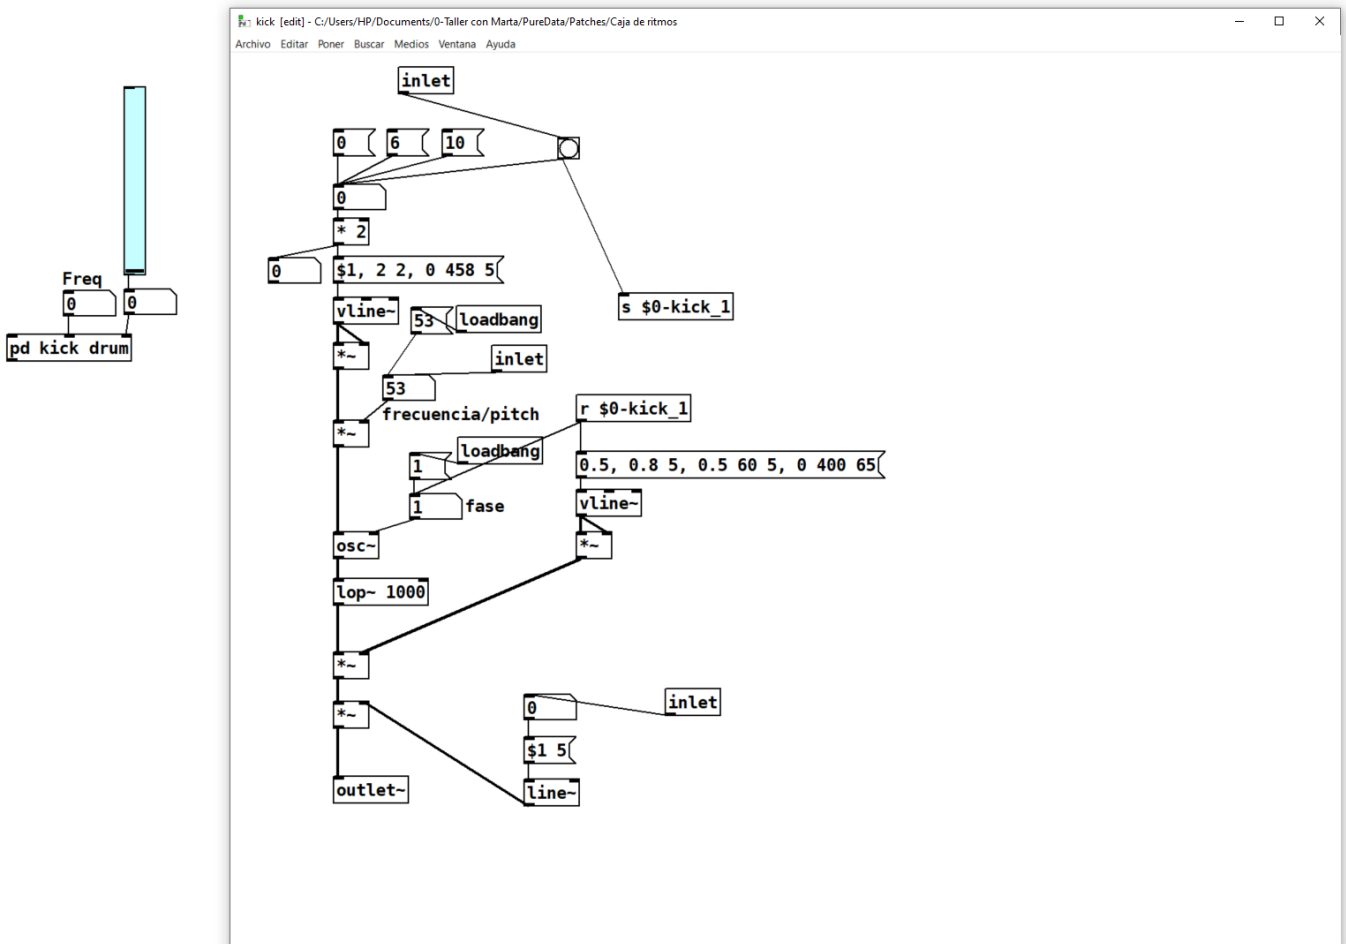 kick [edit] - C:/Users/HP/Documents/0-Taller con Marta/PureData/Patches/Caja de ritmos
Archivo Editar Poner Buscar Medios Ventana Ayuda
inlet
0 6 10
0
* 2
0 $1, 2 2, 0 458 5
Freq
0 0
s $0-kick_1
vline~
53 loadbang
pd kick drum
*~
inlet
53
r $0-kick_1
frecuencia/pitch
*~
loadbang
1
0.5, 0.8 5, 0.5 60 5, 0 400 65
1 fase
vline~
osc~
*~
lop~ 1000
*~
inlet
0
*~
$1 5
outlet~
line~